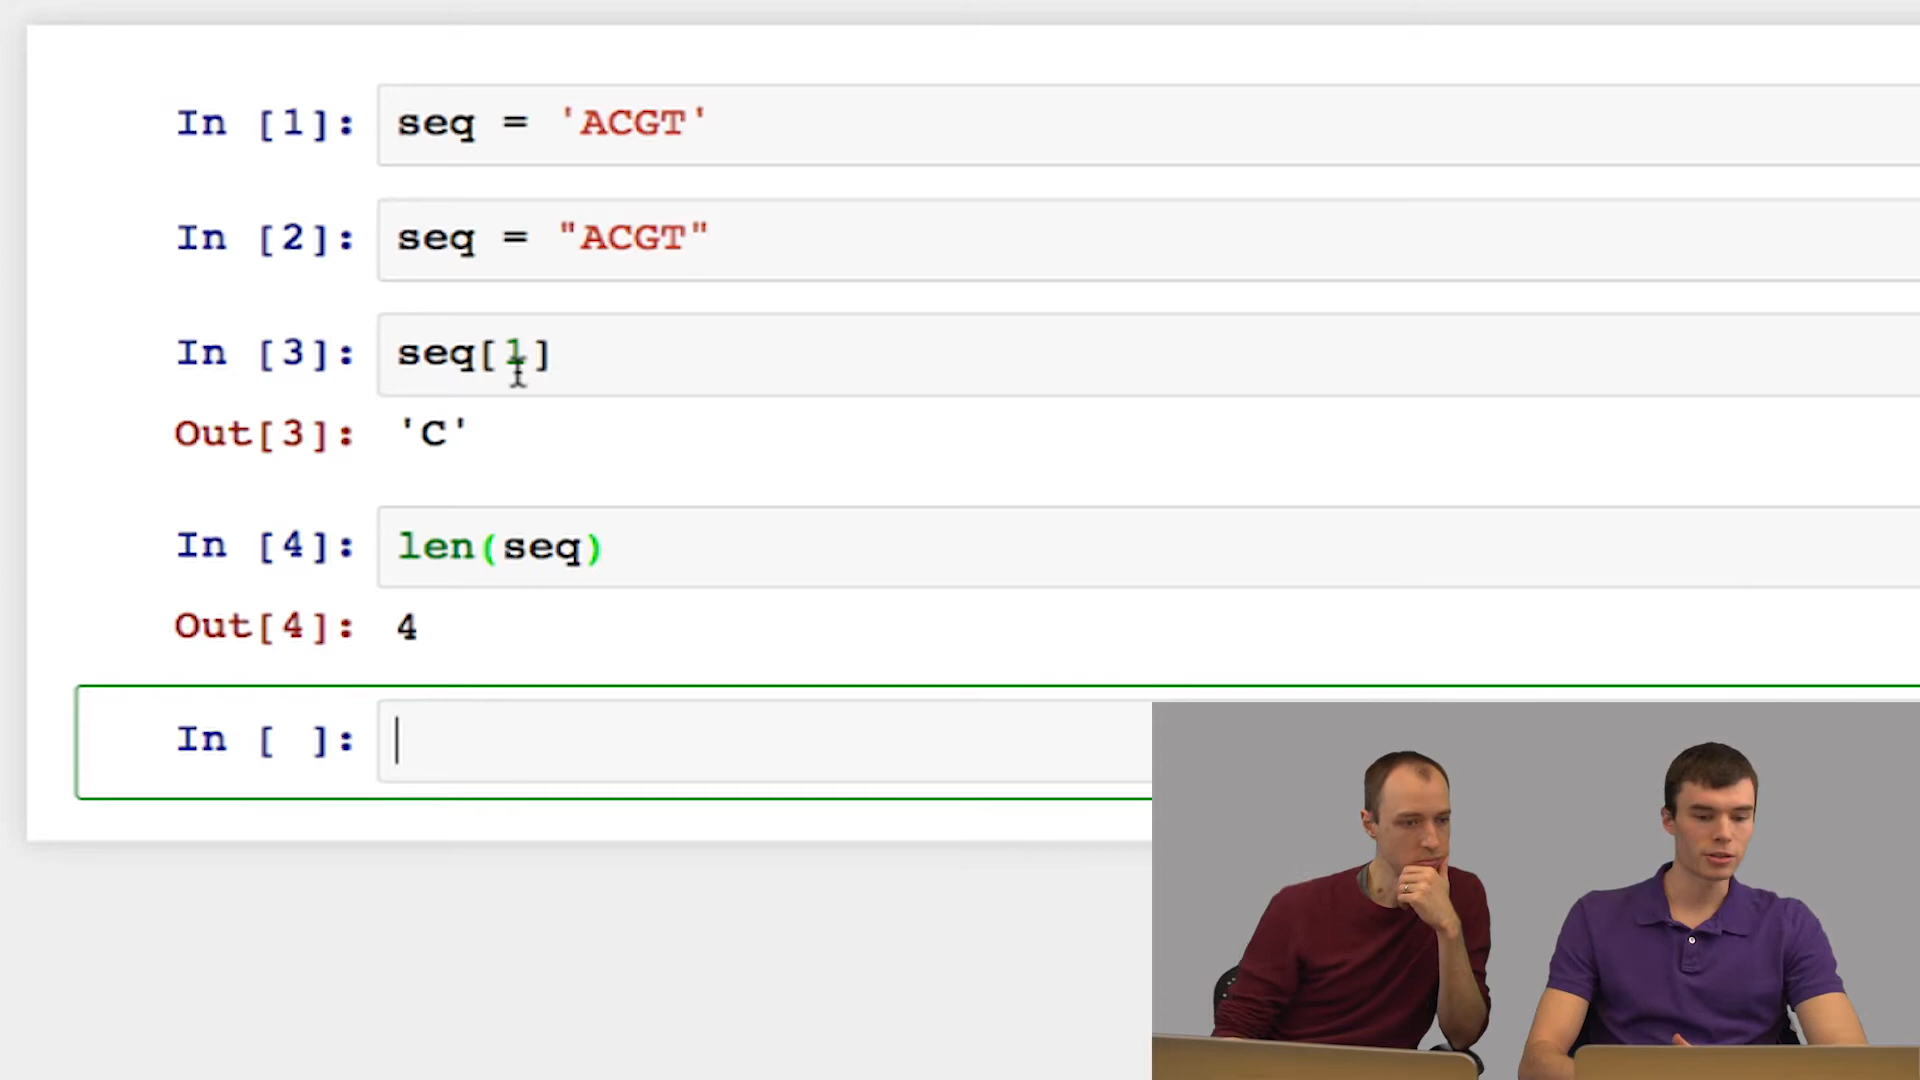 In [1]: seq = 'ACGT'
In [2]: seq = "ACGT"
In [3]: seq[1]
Out[3]: 'C'
In [4]: len(seq)
Out[4]: 4
In [ ]: